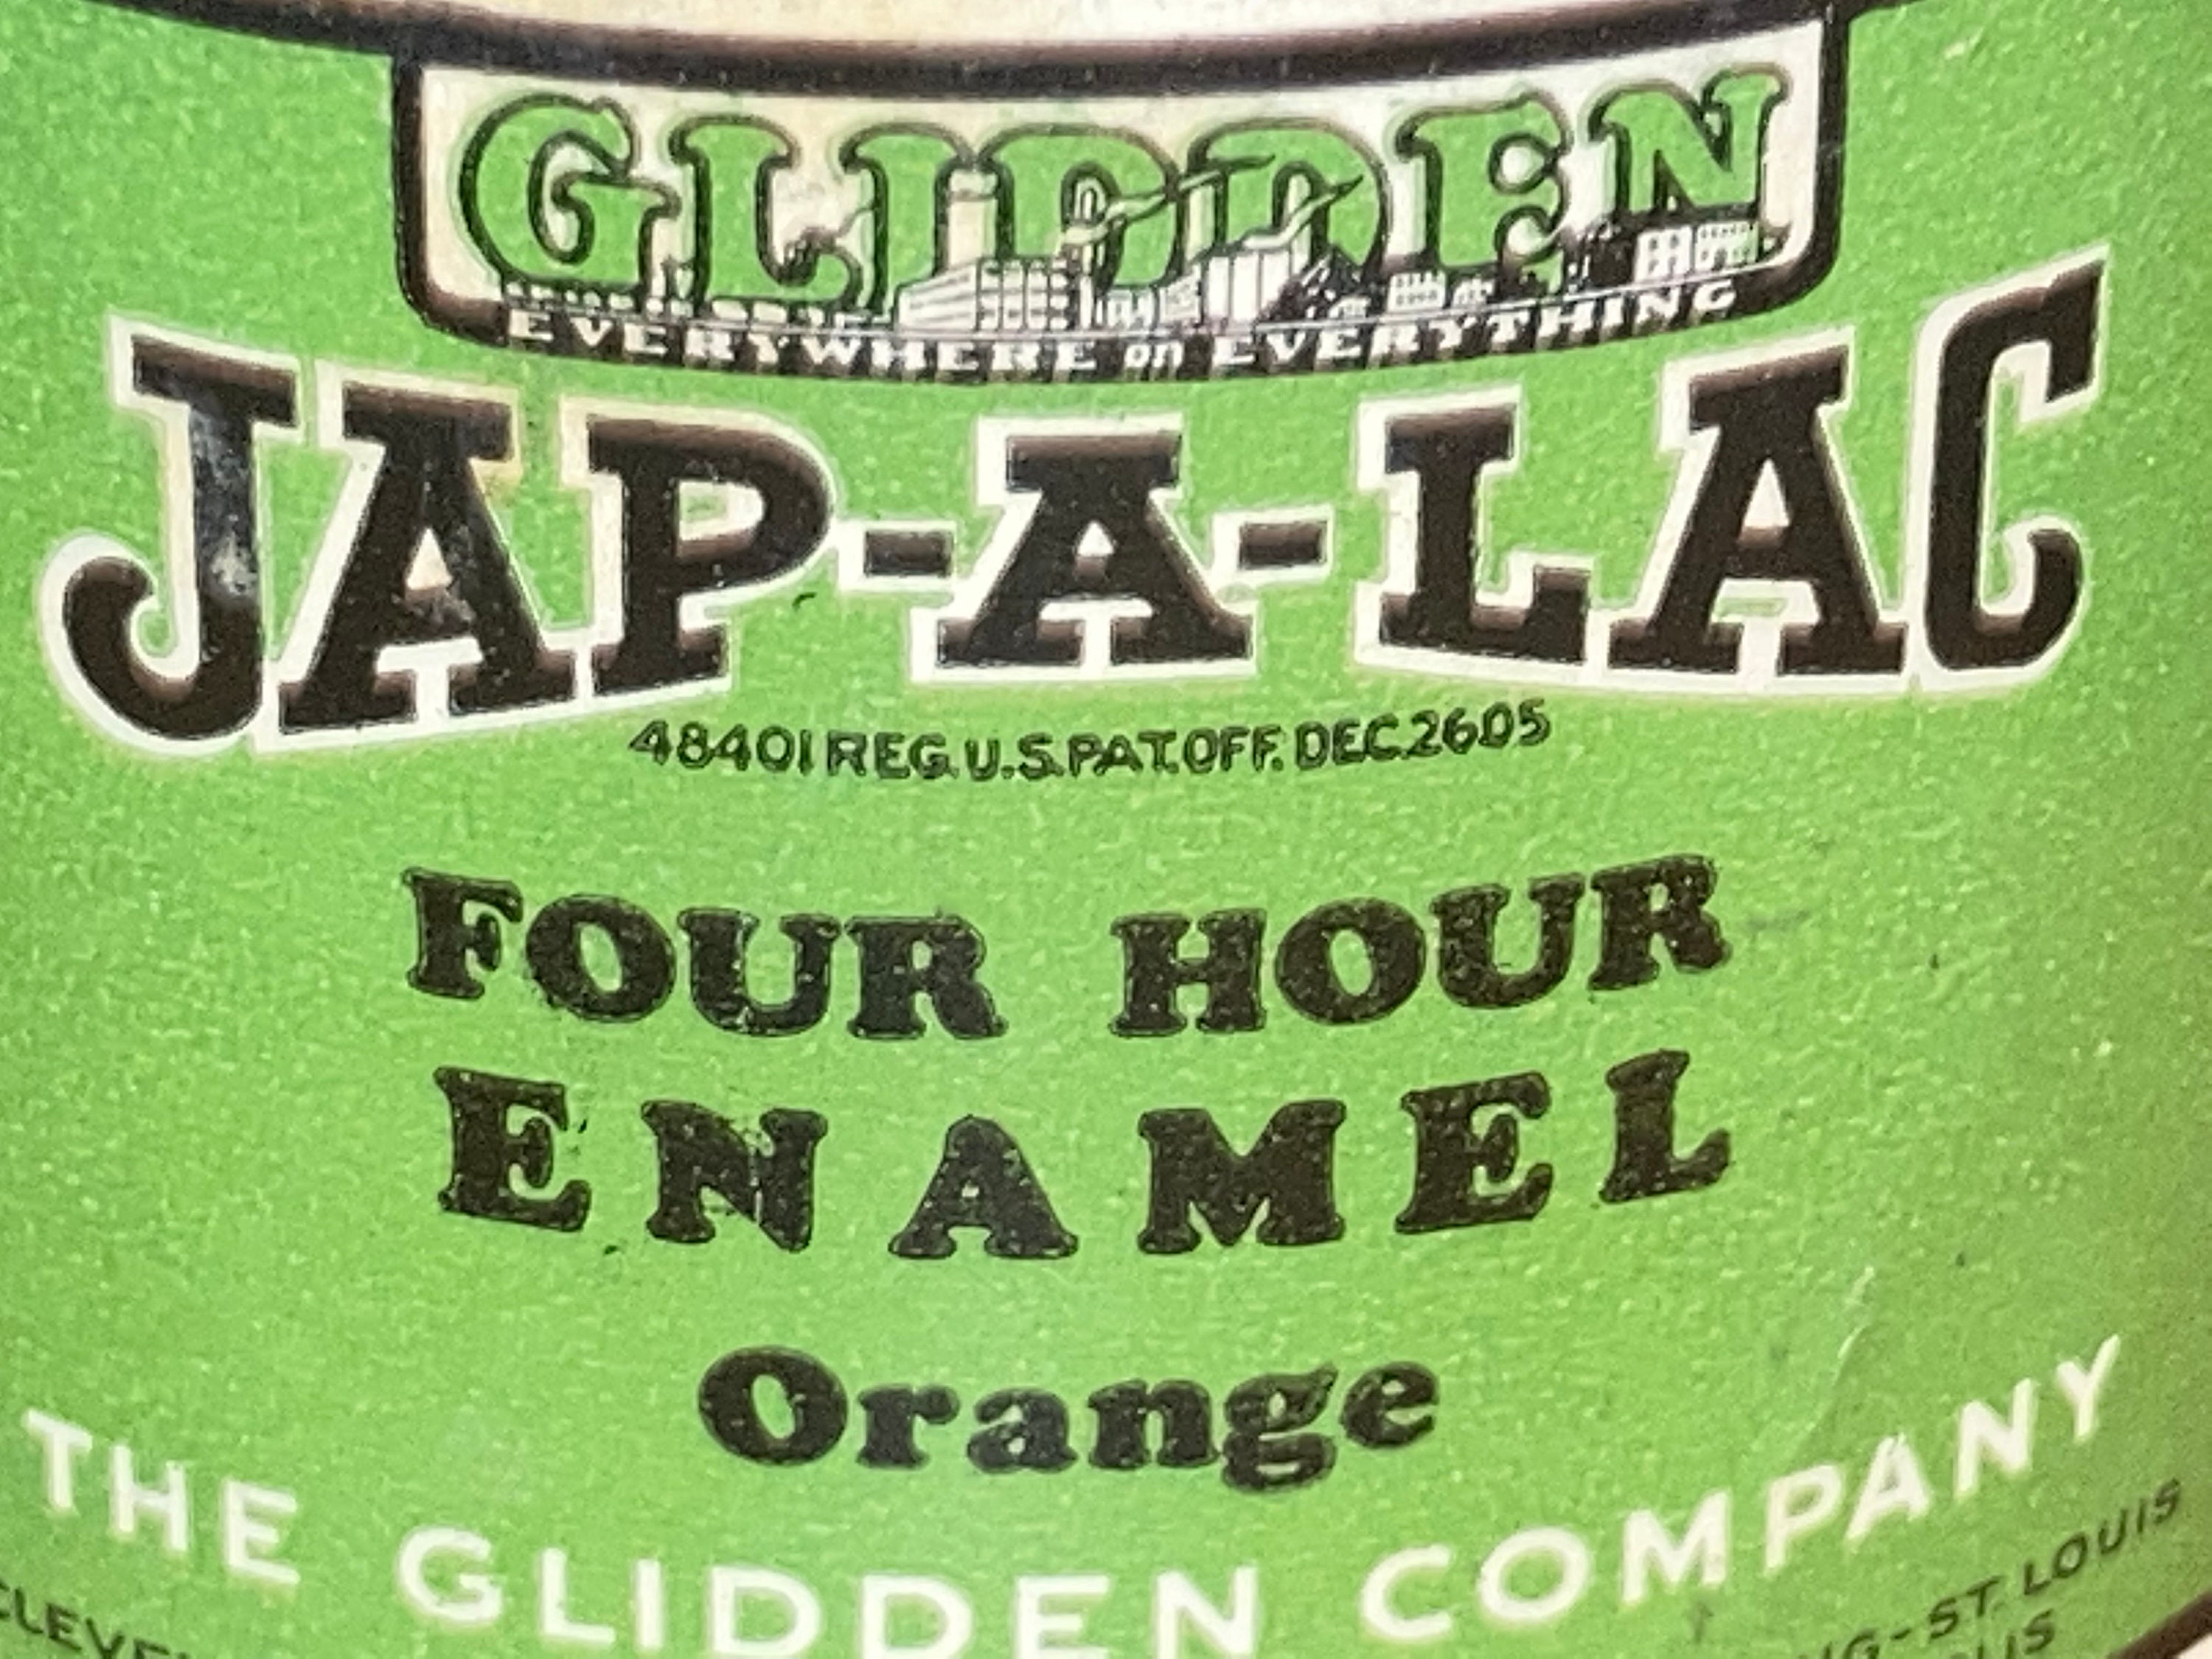 GLIDDEN
EVERYWHERE on EVERYTHING
JAP-A-LAC
48401 REG. U.S. PAT. OFF. DEC. 26.05
FOUR HOUR
ENAMEL
Orange
THE GLIDDEN COMPANY
ST. LOUIS